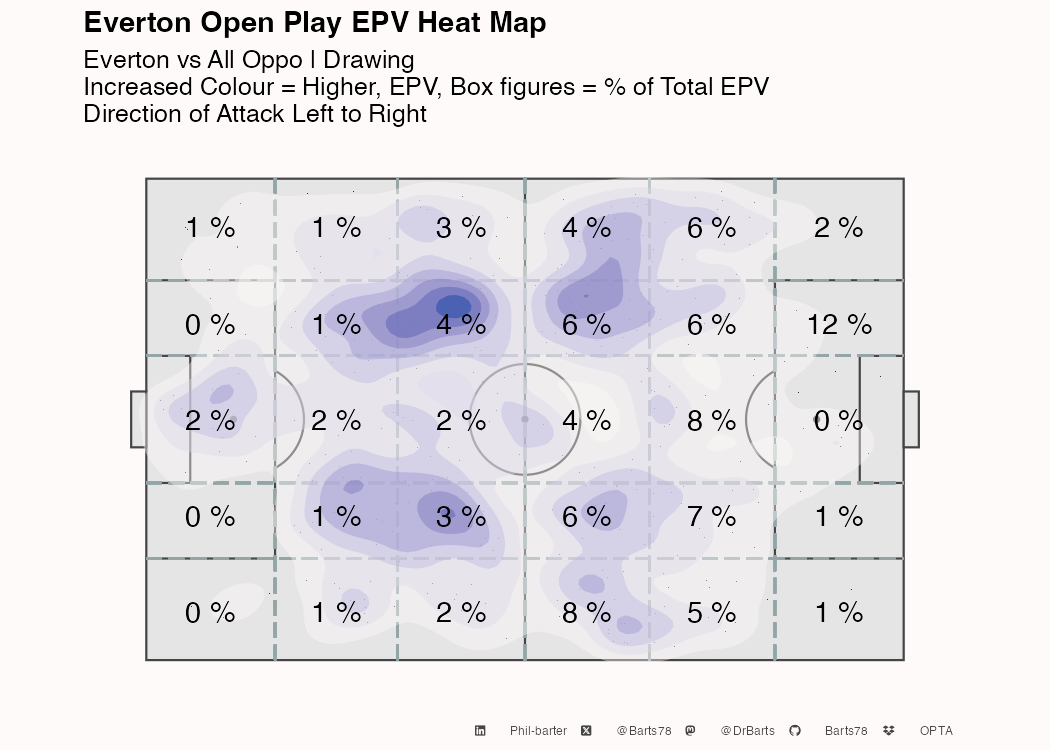 Everton Open Play EPV Heat Map
Everton vs All Oppo | Drawing
Increased Colour = Higher, EPV, Box figures = % of Total EPV
Direction of Attack Left to Right
1 % 1 % 3 % 4 % 6 % 2 %
0 % 1 % 4 % 6 % 6 % 12 %
2 % 2 % 2 % 4 % 8 % 0 %
0 % 1 % 3 % 6 % 7 % 1 %
0 % 1 % 2 % 8 % 5 % 1 %
Phil-barter @Barts78 @DrBarts Barts78 OPTA